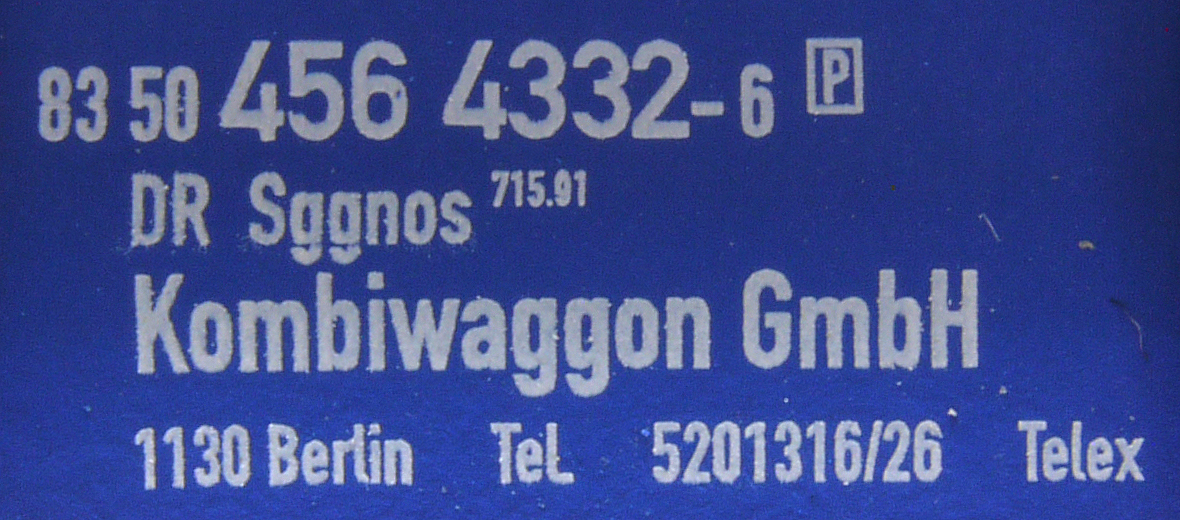 83 50 456 4332-6 P
DR Sggnos 715.91
Kombiwaggon GmbH
1130 Berlin Tel. 5201316/26 Telex